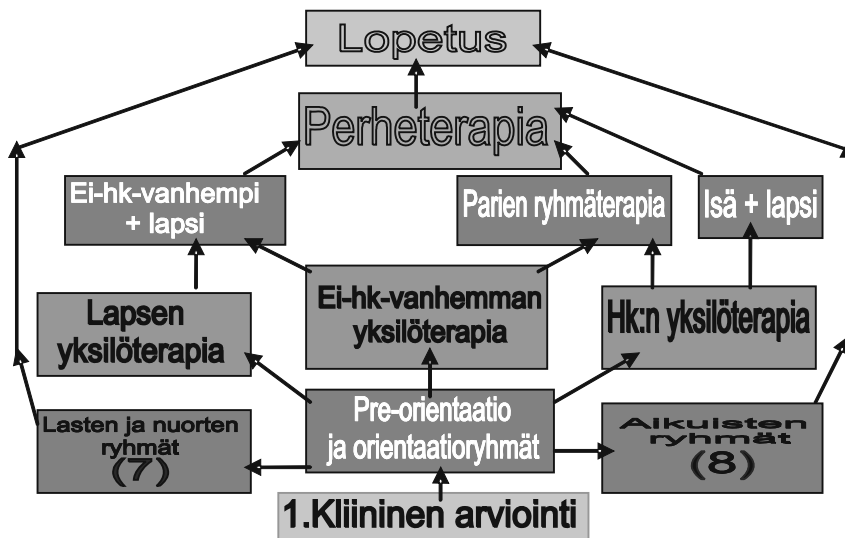 Lopetus
Perheterapia
Ei-hk-vanhempi
+ lapsi
Parien ryhmäterapia
Isä + lapsi
Lapsen
yksilöterapia
Ei-hk-vanhemman
yksilöterapia
Hk:n yksilöterapia
Lasten ja nuorten
ryhmät
(7)
Pre-orientaatio
ja orientaatioryhmät
Aikuisten
ryhmät
(8)
1.Kliininen arviointi